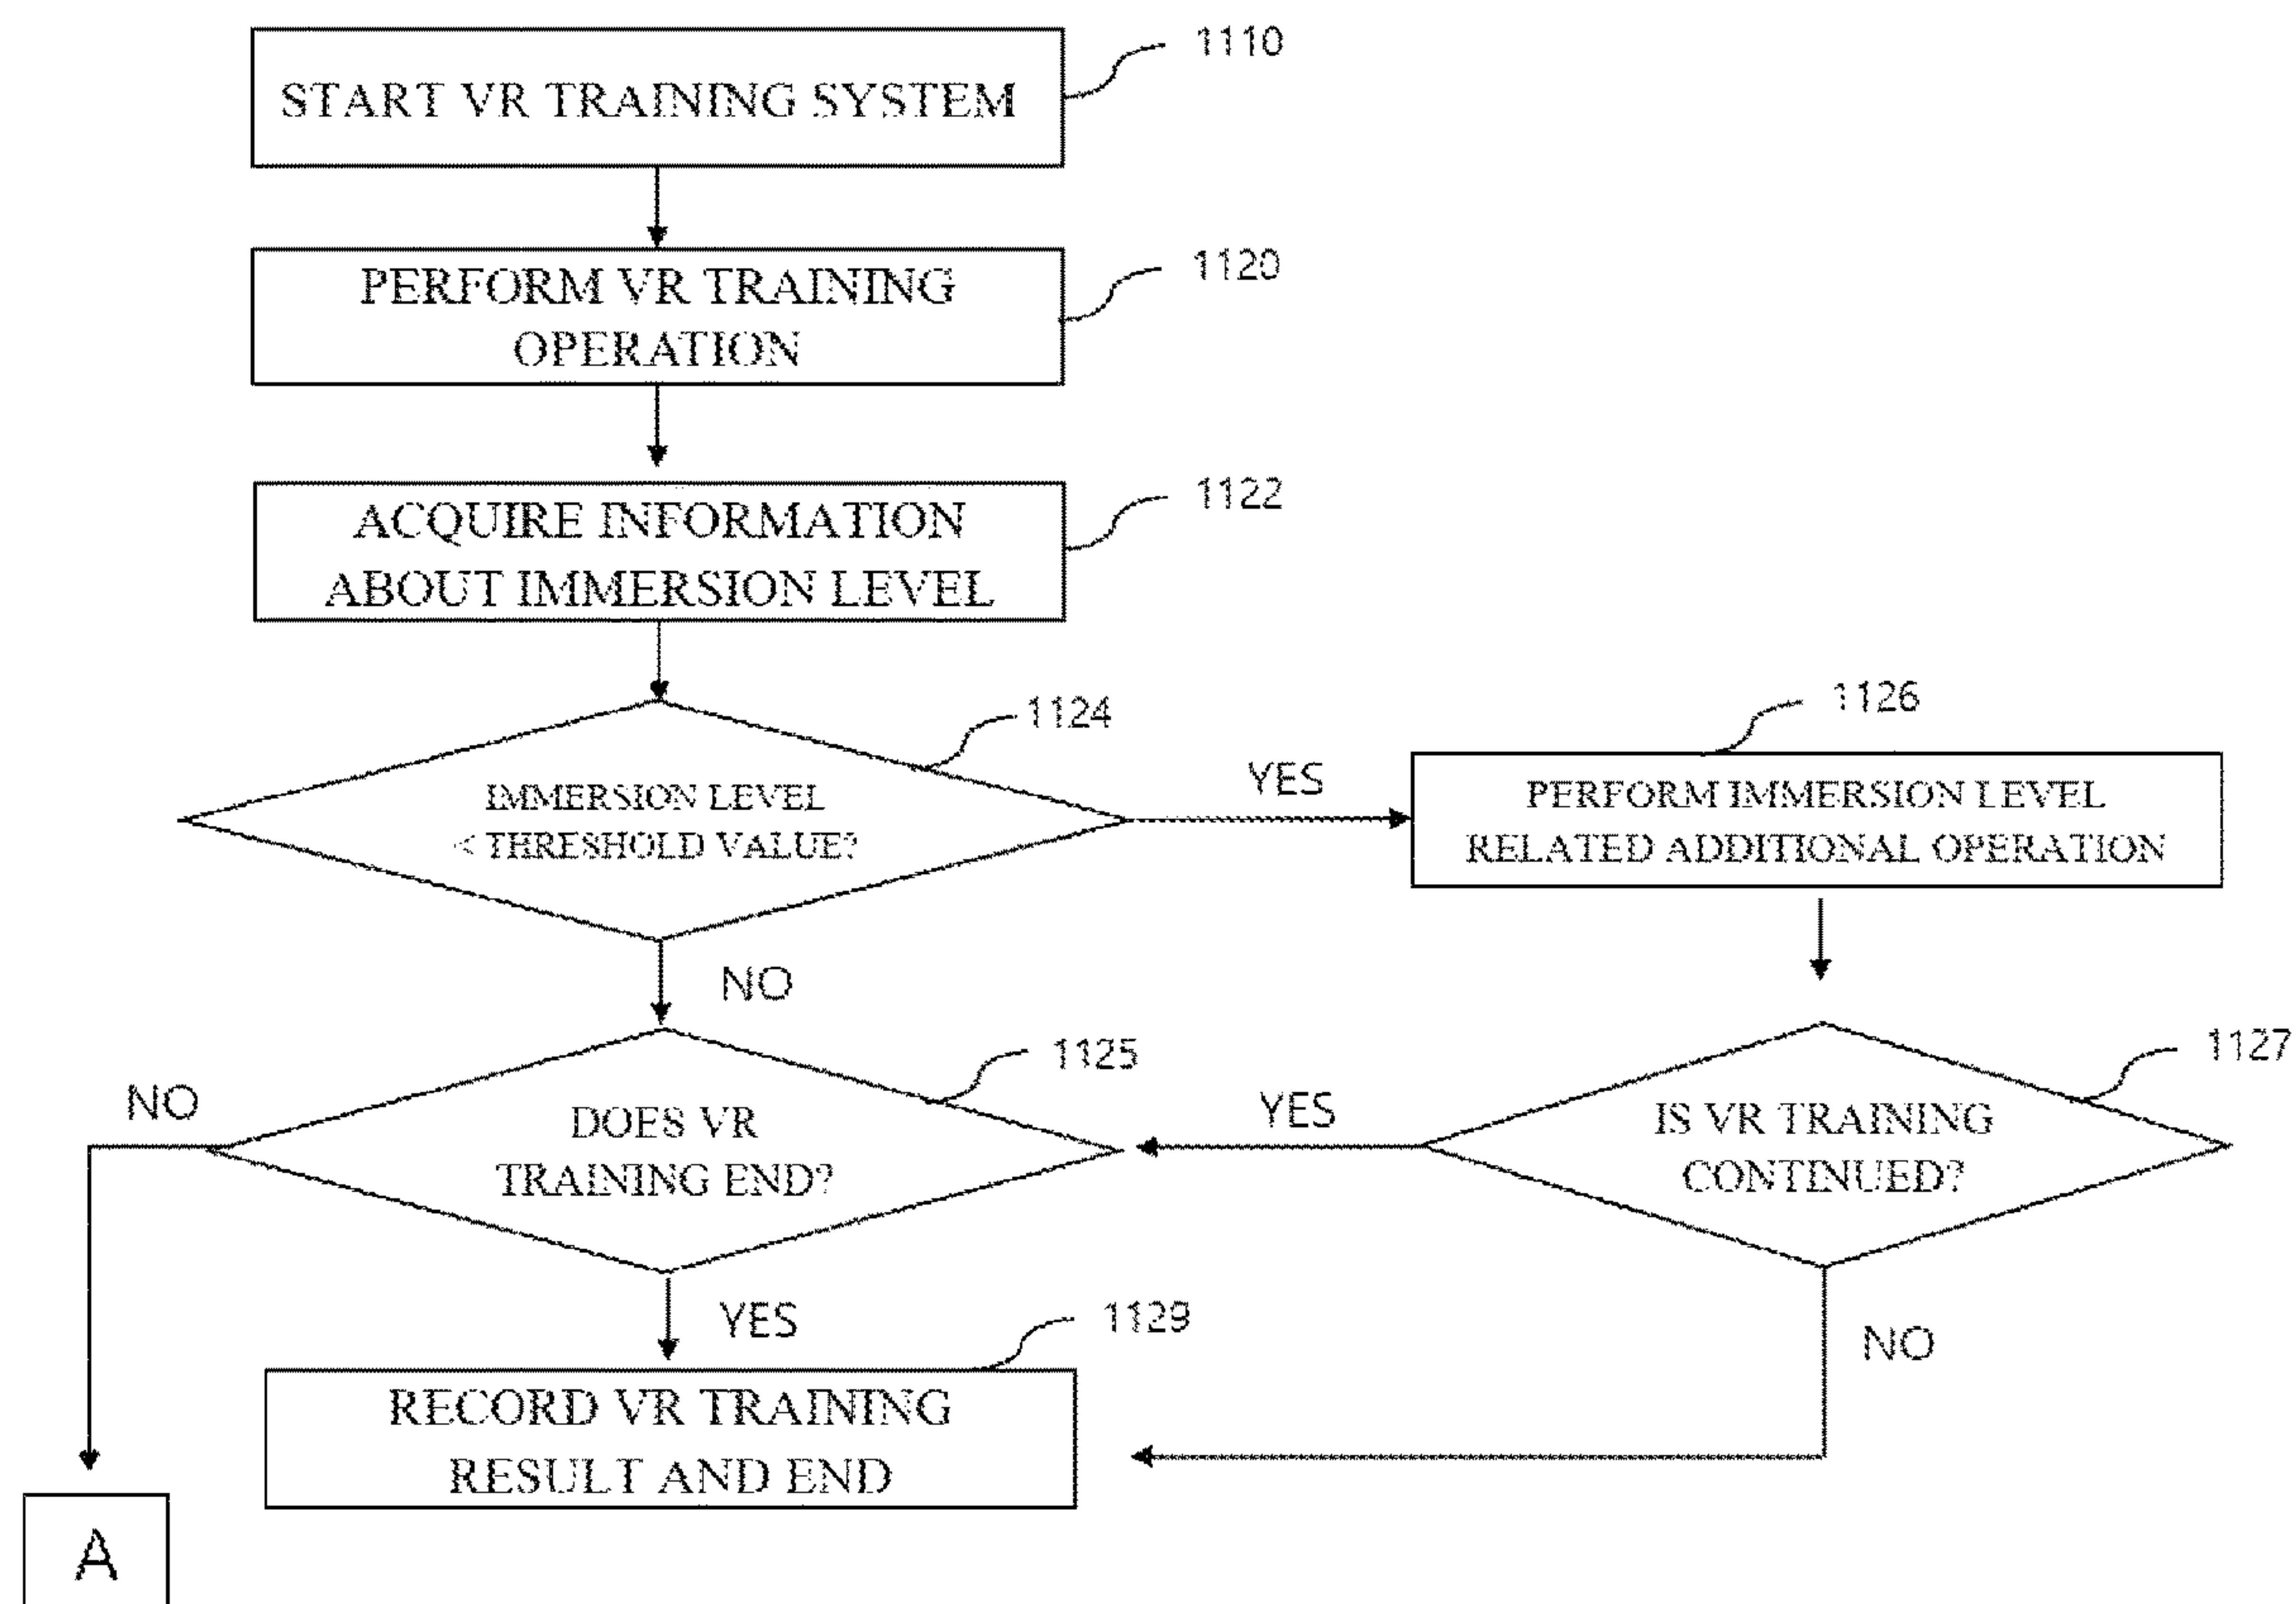 1110
START VR TRAINING SYSTEM
1120
PERFORM VR TRAINING
OPERATION
1122
ACQUIRE INFORMATION
ABOUT IMMERSION LEVEL
1124
IMMERSION LEVEL
< THRESHOLD VALUE?
YES
1126
PERFORM IMMERSION LEVEL
RELATED ADDITIONAL OPERATION
NO
1125
DOES VR
TRAINING END?
NO
YES
1127
IS VR TRAINING
CONTINUED?
YES
1129
RECORD VR TRAINING
RESULT AND END
NO
A